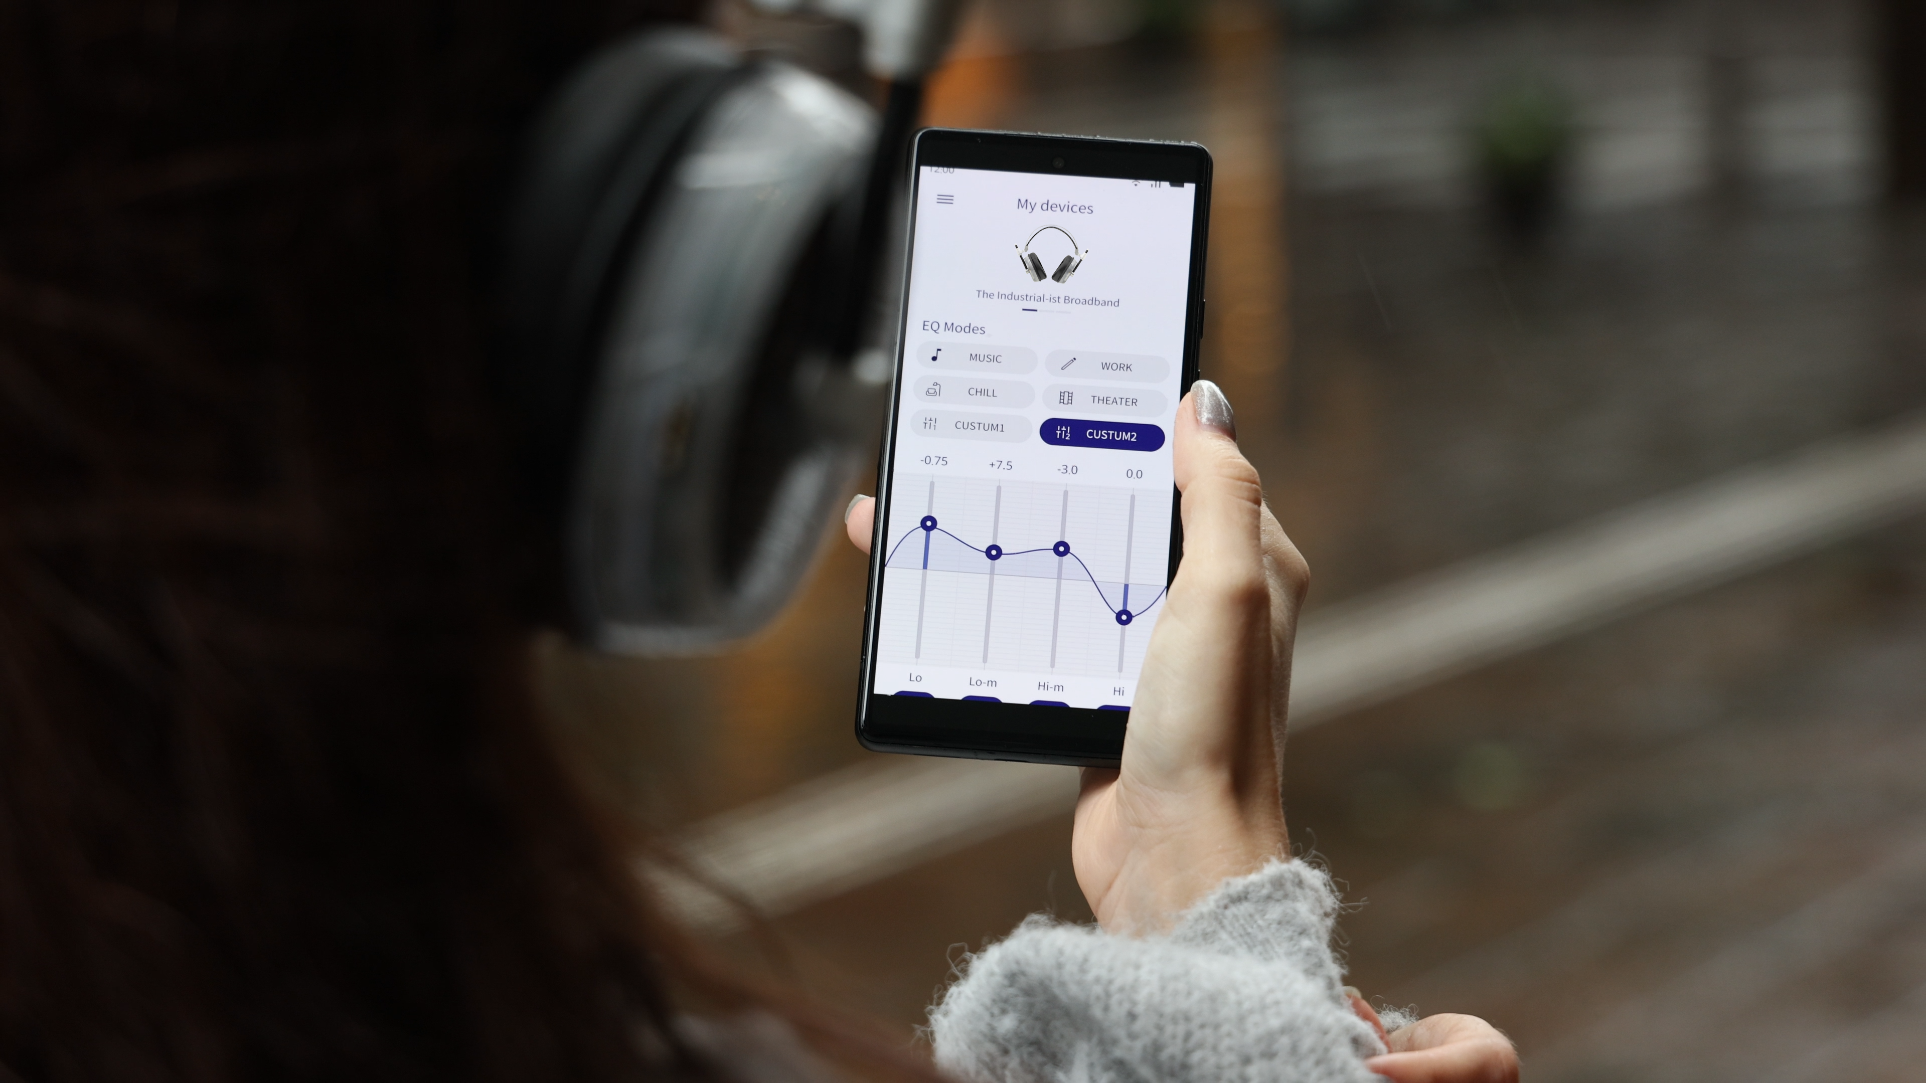 12:00
My devices
The Industrial-ist Broadband
EQ Modes
MUSIC WORK
CHILL THEATER
CUSTUM1 CUSTUM2
-0.75 +7.5 -3.0 0.0
Lo Lo-m Hi-m Hi